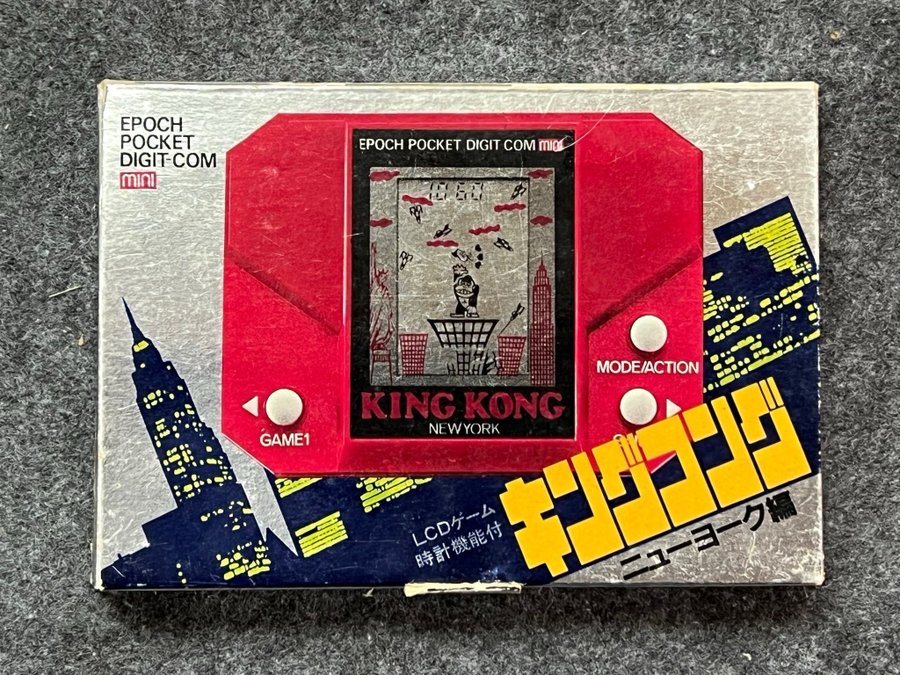 EPOCH
POCKET
DIGIT-COM
mini
EPOCH POCKET DIGIT COM mini
10 60
KING KONG
NEW YORK
GAME1
MODE/ACTION
LCDゲーム
時計機能付
キングコング
ニューヨーク編